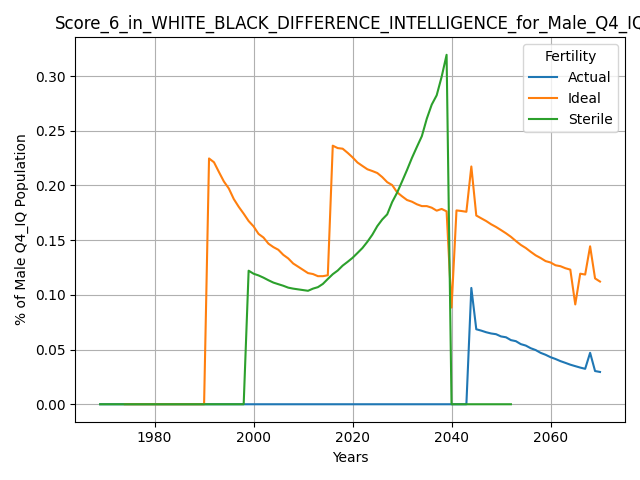 Score_6_in_WHITE_BLACK_DIFFERENCE_INTELLIGENCE_for_Male_Q4_IQ
Fertility
Actual
Ideal
Sterile
0.30
0.25
0.20
0.15
0.10
0.05
0.00
% of Male Q4_IQ Population
1980
2000
2020
2040
2060
Years